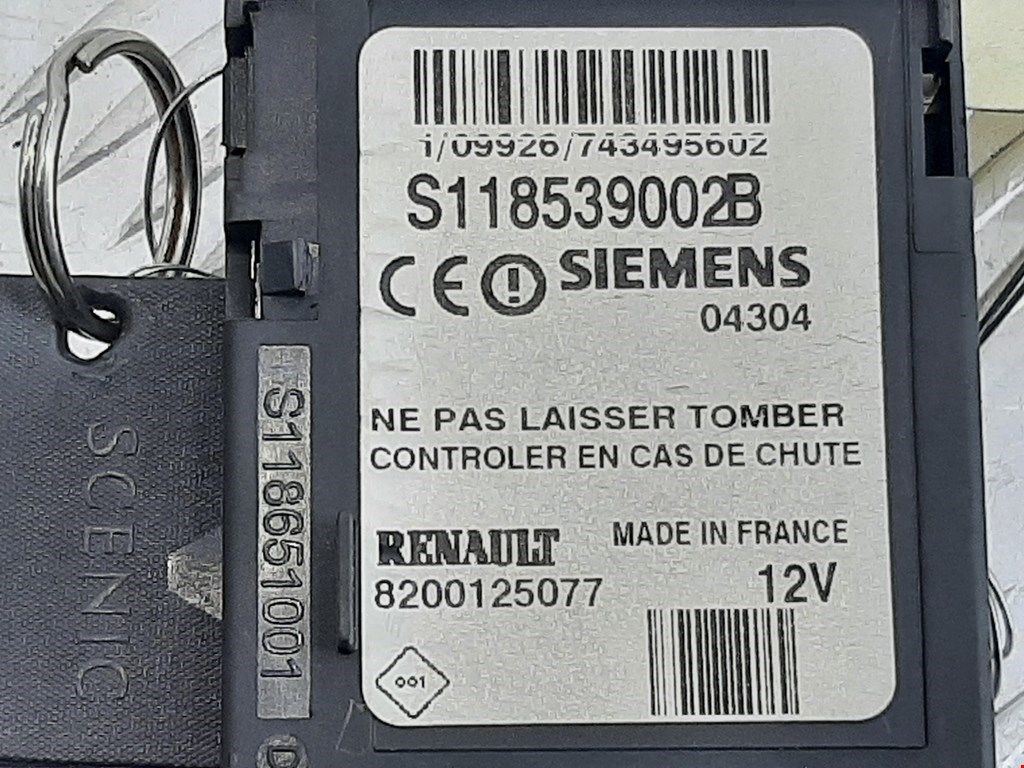 1/09926/743495602
S118539002B
CE
SIEMENS
04304
NE PAS LAISSER TOMBER
CONTROLER EN CAS DE CHUTE
RENAULT
MADE IN FRANCE
8200125077
12V
001
S118651001
D
SCENIC